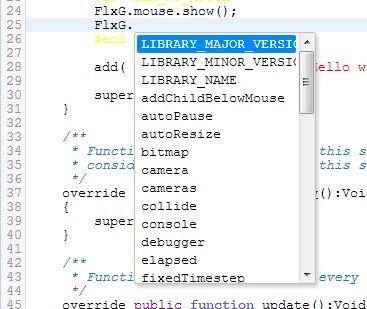 24 FlxG.mouse.show();
25 FlxG.
26 #end
LIBRARY_MAJOR_VERSIO
27
LIBRARY_MINOR_VERSIO
28 add( Hello w
LIBRARY_NAME
29
addChildBelowMouse
30 super
autoPause
31 }
autoResize
32
bitmap
33 /**
camera
34 * Functi this s
cameras
35 * consid this s
collide
36 */
console
37 override y():Void
debugger
38 {
elapsed
39 super
fixedTimestep
40 }
41
42 /**
43 * Functi every
44 */
45 override public function update():Void